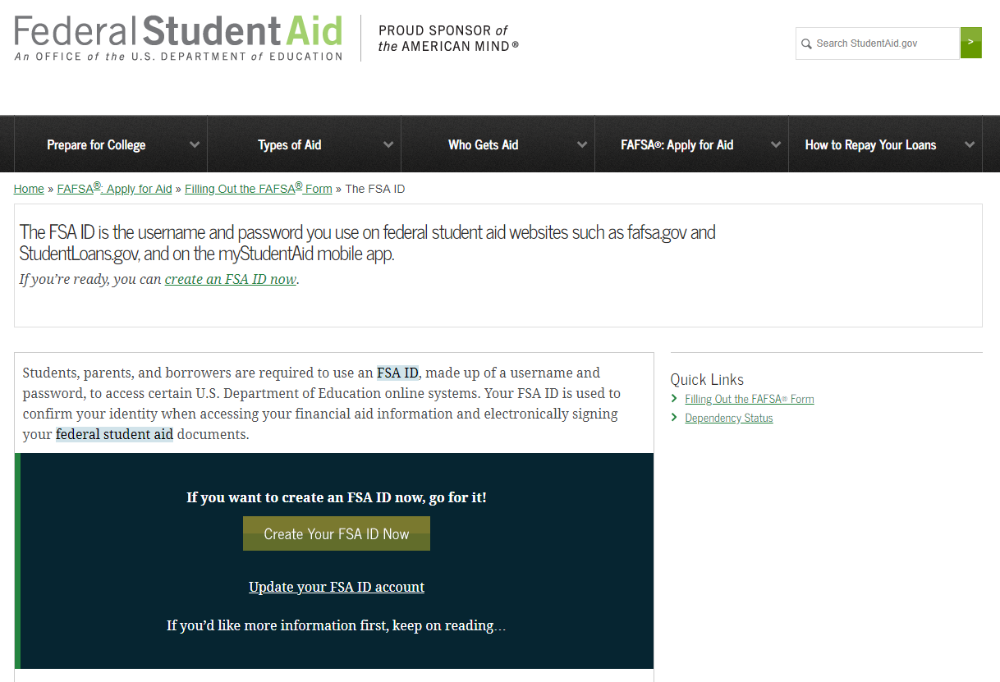 Federal Student Aid
An OFFICE of the U.S. DEPARTMENT of EDUCATION
PROUD SPONSOR of
the AMERICAN MIND®
Search StudentAid.gov
>
Prepare for College
Types of Aid
Who Gets Aid
FAFSA®: Apply for Aid
How to Repay Your Loans
Home » FAFSA®: Apply for Aid » Filling Out the FAFSA® Form » The FSA ID
The FSA ID is the username and password you use on federal student aid websites such as fafsa.gov and
StudentLoans.gov, and on the myStudentAid mobile app.
If you’re ready, you can create an FSA ID now.
Students, parents, and borrowers are required to use an FSA ID, made up of a username and
password, to access certain U.S. Department of Education online systems. Your FSA ID is used to
confirm your identity when accessing your financial aid information and electronically signing
your federal student aid documents.
If you want to create an FSA ID now, go for it!
Create Your FSA ID Now
Update your FSA ID account
If you’d like more information first, keep on reading…
Quick Links
Filling Out the FAFSA® Form
Dependency Status